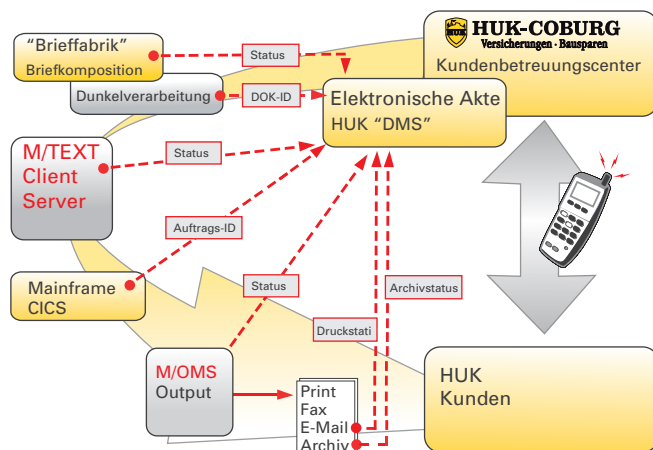 "Brieffabrik"
Briefkomposition
Status
HUK
HUK-COBURG
Versicherungen · Bausparen
Kundenbetreuungscenter
Dunkelverarbeitung
DOK-ID
Elektronische Akte
HUK "DMS"
M/TEXT
Client
Server
Status
Auftrags-ID
Mainframe
CICS
Status
Archivstatus
Druckstati
M/OMS
Output
Print
Fax
E-Mail
Archiv
HUK
Kunden